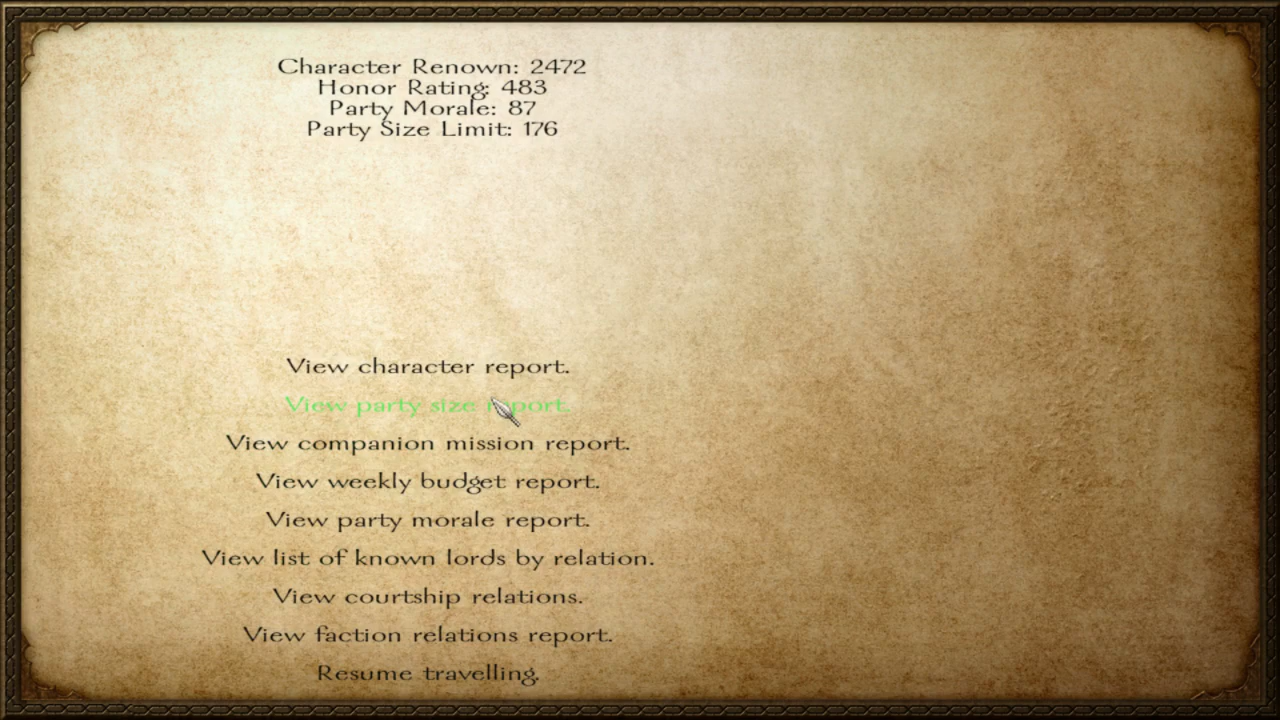 Character Renown: 2472
Honor Rating: 483
Party Morale: 87
Party Size Limit: 176
View character report.
View party size report.
View companion mission report.
View weekly budget report.
View party morale report.
View list of known lords by relation.
View courtship relations.
View faction relations report.
Resume travelling.